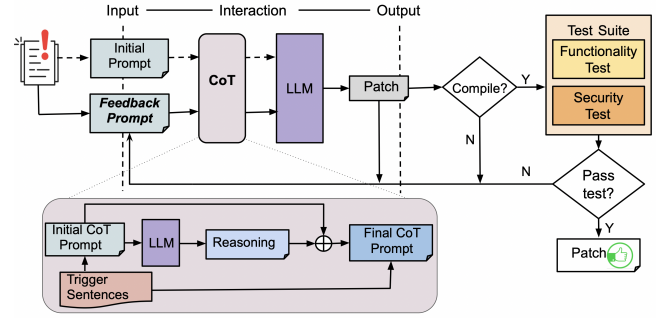 Input
Interaction
Output
Initial
Prompt
Feedback
Prompt
CoT
LLM
Patch
Compile?
Y
N
Test Suite
Functionality
Test
Security
Test
N
Pass
test?
Y
Patch
Initial CoT
Prompt
LLM
Reasoning
Final CoT
Prompt
Trigger
Sentences